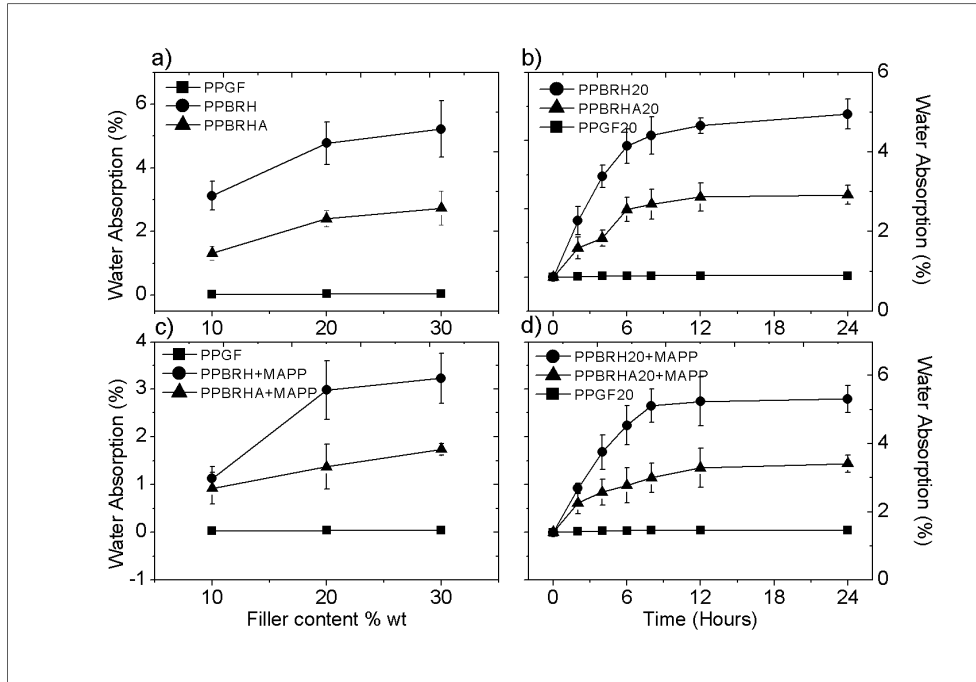 a)
PPGF
PPBRH
PPBRHA
Water Absorption (%)
6
4
2
0
10
20
30
b)
PPBRH20
PPBRHA20
PPGF20
6
4
2
0
Water Absorption (%)
0
6
12
18
24
c)
PPGF
PPBRH+MAPP
PPBRHA+MAPP
Water Absorption (%)
4
3
2
1
0
-1
10
20
30
Filler content % wt
d)
PPBRH20+MAPP
PPBRHA20+MAPP
PPGF20
6
4
2
0
Water Absorption (%)
0
6
12
18
24
Time (Hours)